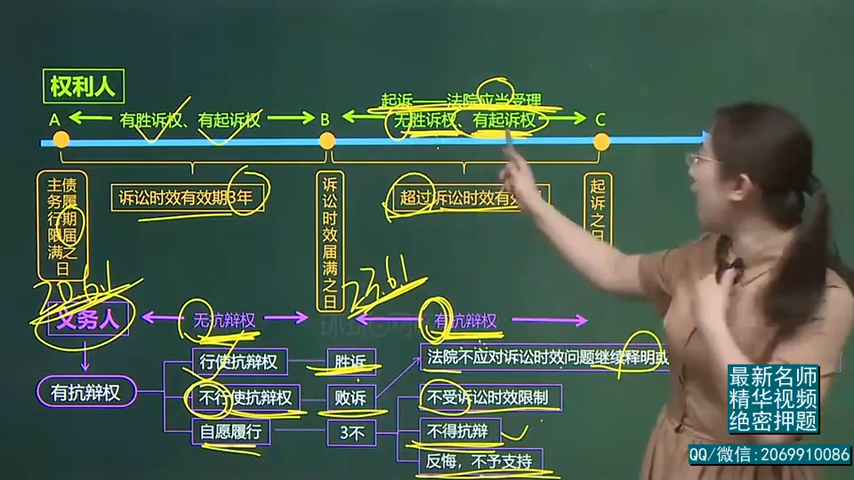 权利人
起诉——法院应当受理
A
有胜诉权、有起诉权
B
无胜诉权、有起诉权
C
主债务履行期限届满之日
诉讼时效有效期3年
诉讼时效届满之日
超过诉讼时效有
起诉之日
20.6.1
23.6.1
义务人
无抗辩权
有抗辩权
有抗辩权
行使抗辩权
胜诉
法院不应对诉讼时效问题继续释明或
不行使抗辩权
败诉
不受诉讼时效限制
自愿履行
3不
不得抗辩
反悔，不予支持
最新名师
精华视频
绝密押题
QQ/微信:2069910086